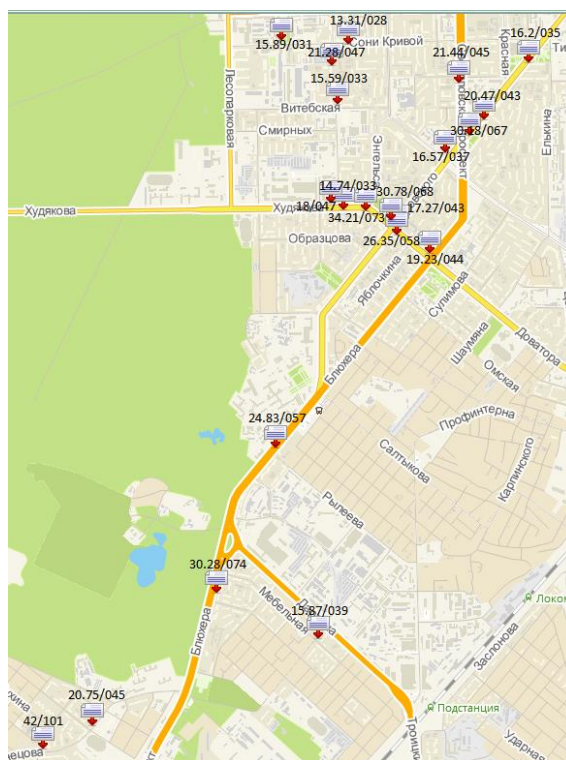 13.31/028
16.2/035
15.89/031
Сони Кривой
Красная
21.28/047
21.44/045
Лесопарковая
15.59/033
20.47/043
Витебская
Елькина
30.18/067
Смирных
16.57/037
Энгельса
14.74/033
30.78/068
Худякова
18/047
Худякова
17.27/043
34.21/073
Образцова
26.35/058
19.23/044
Яблочкина
Сулимова
Доватора
Шаумяна
Блюхера
Омская
Профинтерна
24.83/057
Салтыкова
Карпинского
Рылеева
30.28/074
Мебельная
15.87/039
Блюхера
Заслонова
20.75/045
Подстанция
42/101
Ударная